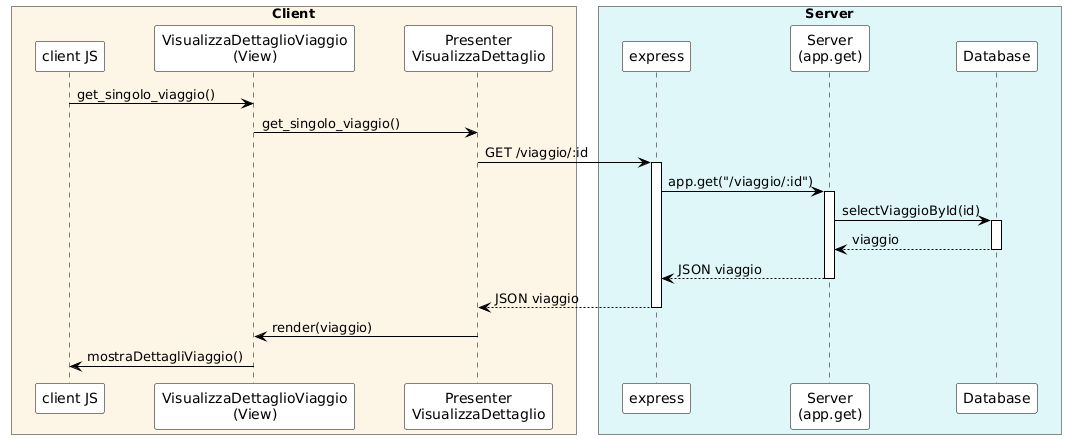 Client
Server
client JS
VisualizzaDettaglioViaggio
(View)
Presenter
VisualizzaDettaglio
express
Server
(app.get)
Database
get_singolo_viaggio()
get_singolo_viaggio()
GET /viaggio/:id
app.get("/viaggio/:id")
selectViaggioById(id)
viaggio
JSON viaggio
JSON viaggio
render(viaggio)
mostraDettagliViaggio()
client JS
VisualizzaDettaglioViaggio
(View)
Presenter
VisualizzaDettaglio
express
Server
(app.get)
Database